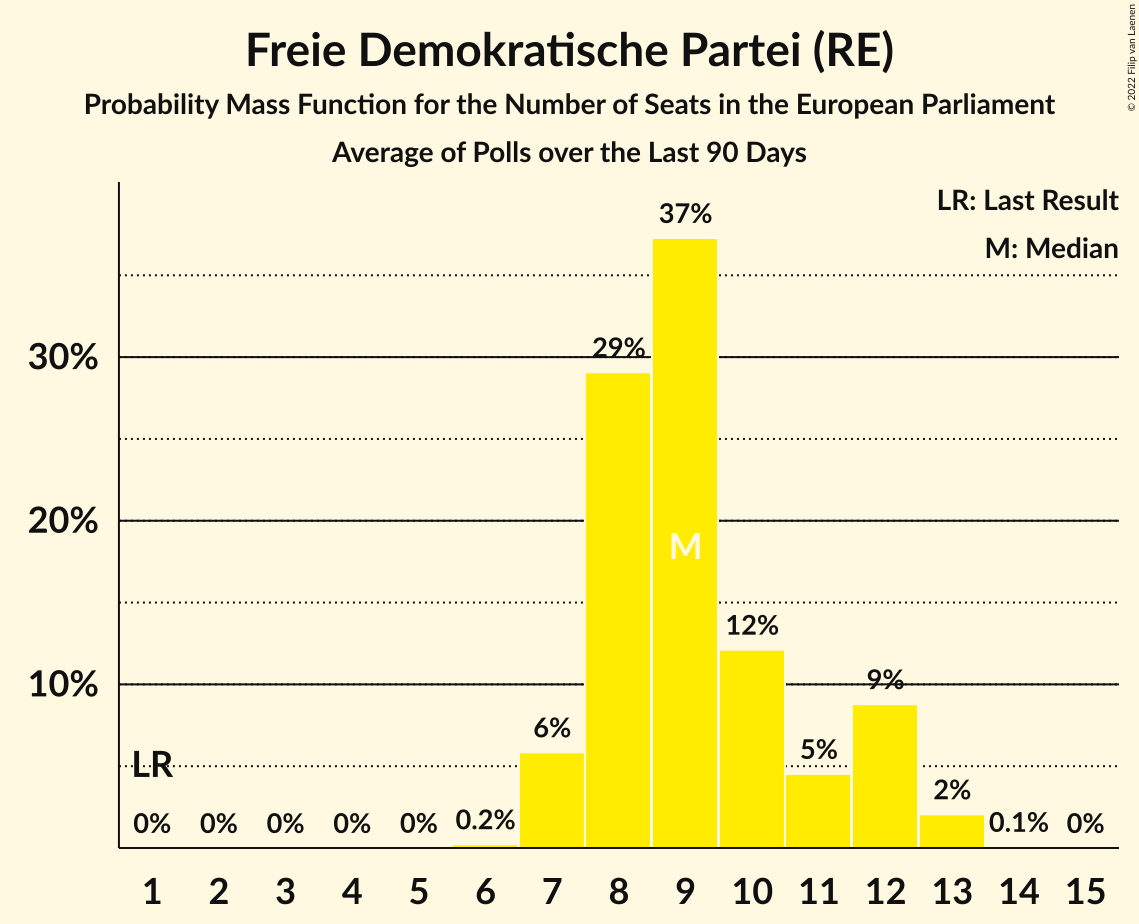 Freie Demokratische Partei (RE)
Probability Mass Function for the Number of Seats in the European Parliament
Average of Polls over the Last 90 Days
© 2022 Filip van Laenen
LR: Last Result
M: Median
37%
29%
30%
20%
M
12%
10%
9%
6%
5%
LR
2%
0% 0% 0% 0% 0% 0.2% 0.1% 0%
1 2 3 4 5 6 7 8 9 10 11 12 13 14 15